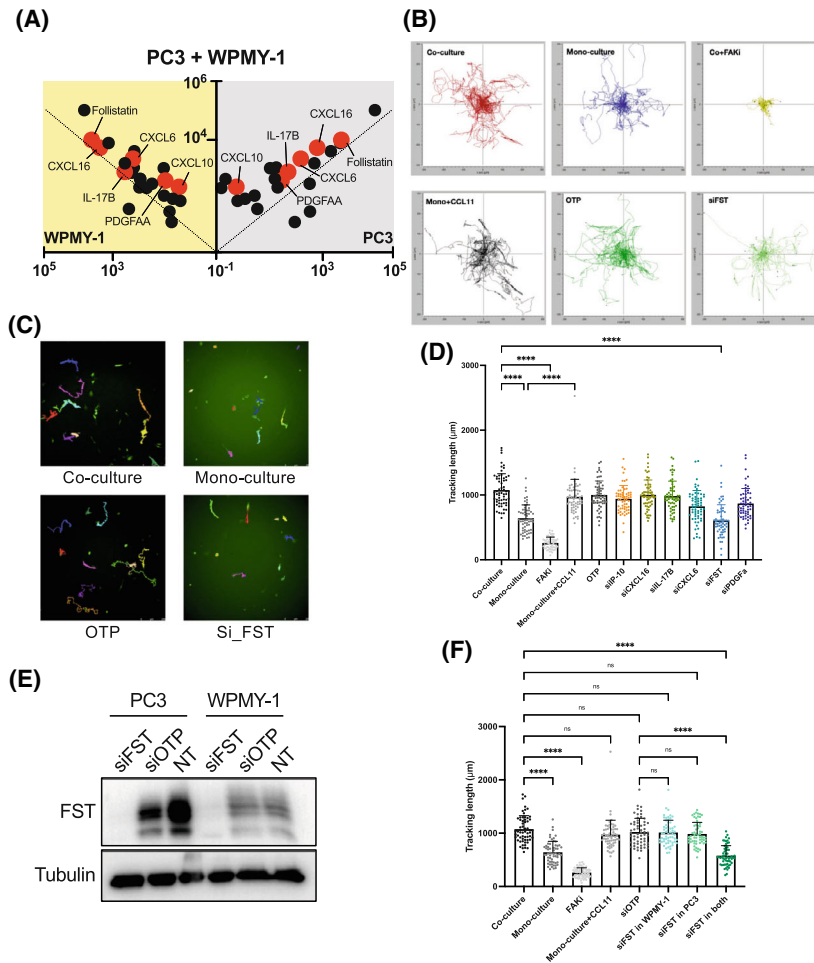 (A)
PC3 + WPMY-1
10^6
10^4
Follistatin
CXCL6
CXCL16
CXCL10
IL-17B
PDGFAA
WPMY-1
CXCL16
IL-17B
CXCL10
Follistatin
CXCL6
PDGFAA
PC3
10^5
10^3
10^-1
10^3
10^5
(B)
Co-culture
Mono-culture
Co+FAKi
Mono+CCL11
OTP
siFST
(C)
Co-culture
Mono-culture
OTP
Si_FST
(D)
****
****
****
****
Tracking length (μm)
3000
2000
1000
0
Co-culture
Mono-culture
FAKi
Mono-culture+CCL11
OTP
siIP-10
siCXCL16
siIL-17B
siCXCL6
siFST
siPDGFa
(E)
PC3
WPMY-1
siFST
siOTP
NT
siFST
siOTP
NT
FST
Tubulin
(F)
****
ns
ns
ns
ns
****
****
ns
****
ns
Tracking length (μm)
3000
2000
1000
0
Co-culture
Mono-culture
FAKi
Mono-culture+CCL11
siOTP
siFST in WPMY-1
siFST in PC3
siFST in both